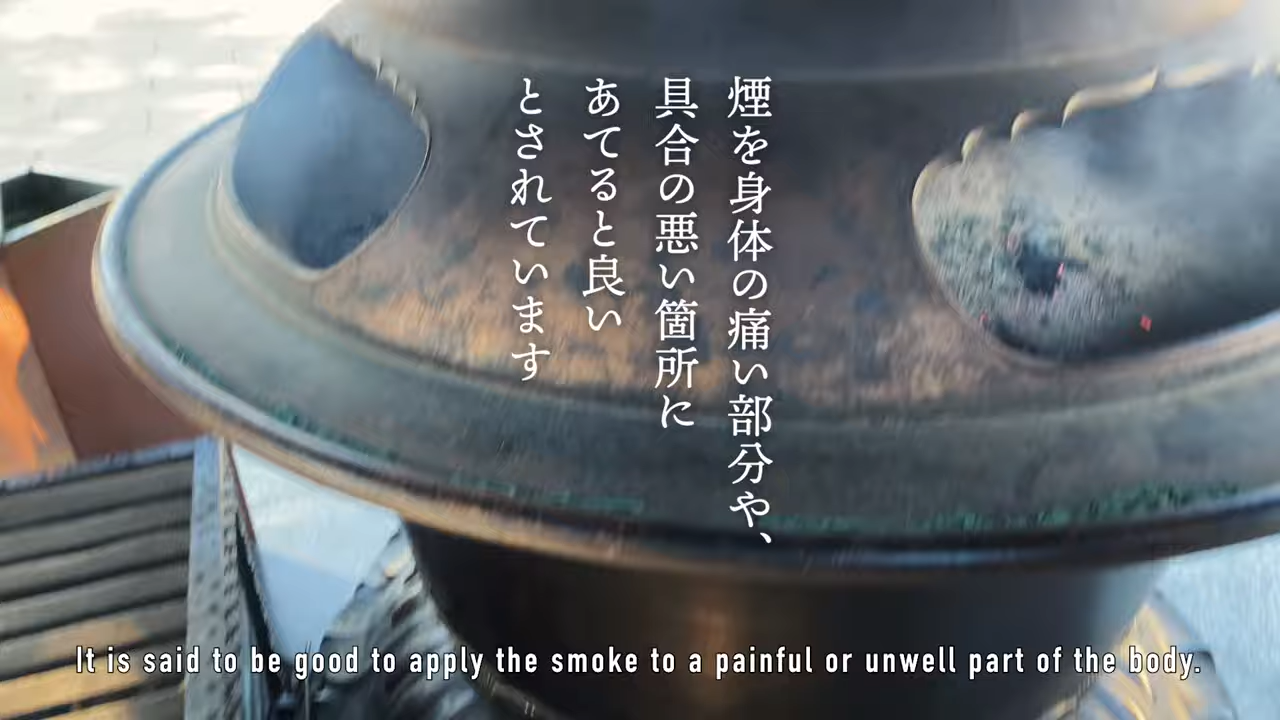 煙を身体の痛い部分や、
具合の悪い箇所に
あてると良い
とされています
It is said to be good to apply the smoke to a painful or unwell part of the body.